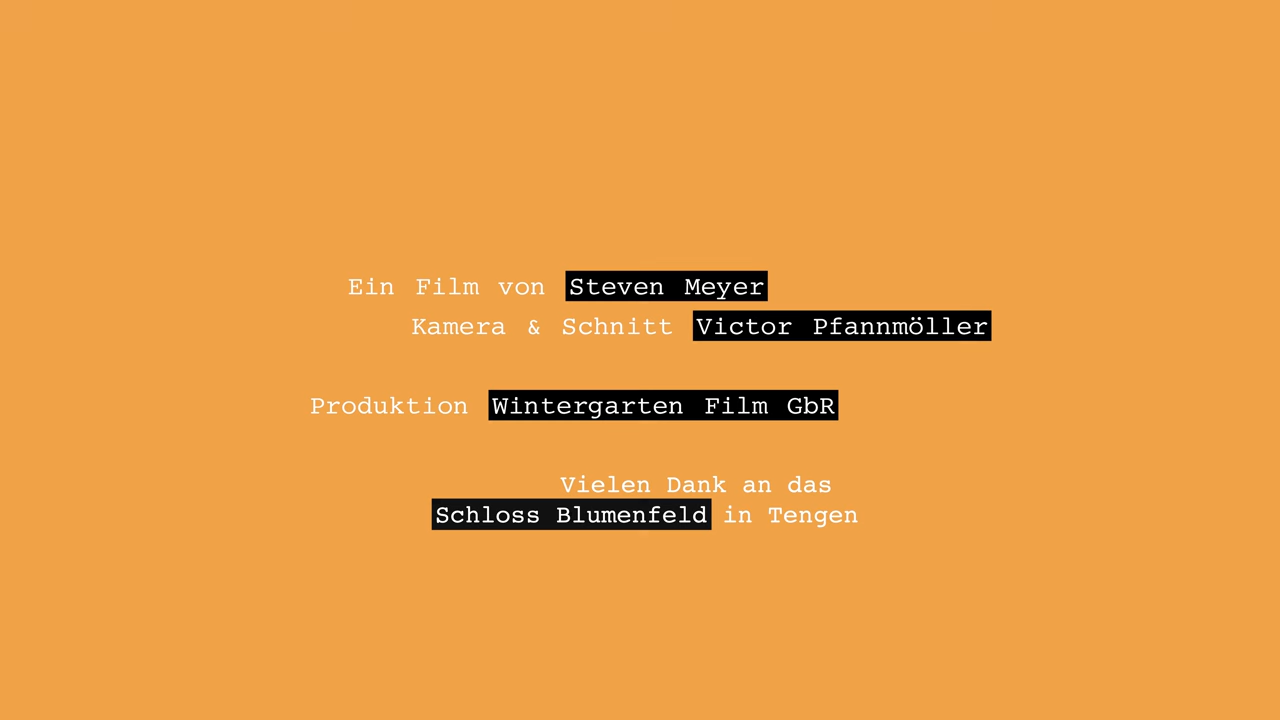 Ein Film von Steven Meyer
Kamera & Schnitt Victor Pfannmöller
Produktion Wintergarten Film GbR
Vielen Dank an das
Schloss Blumenfeld in Tengen